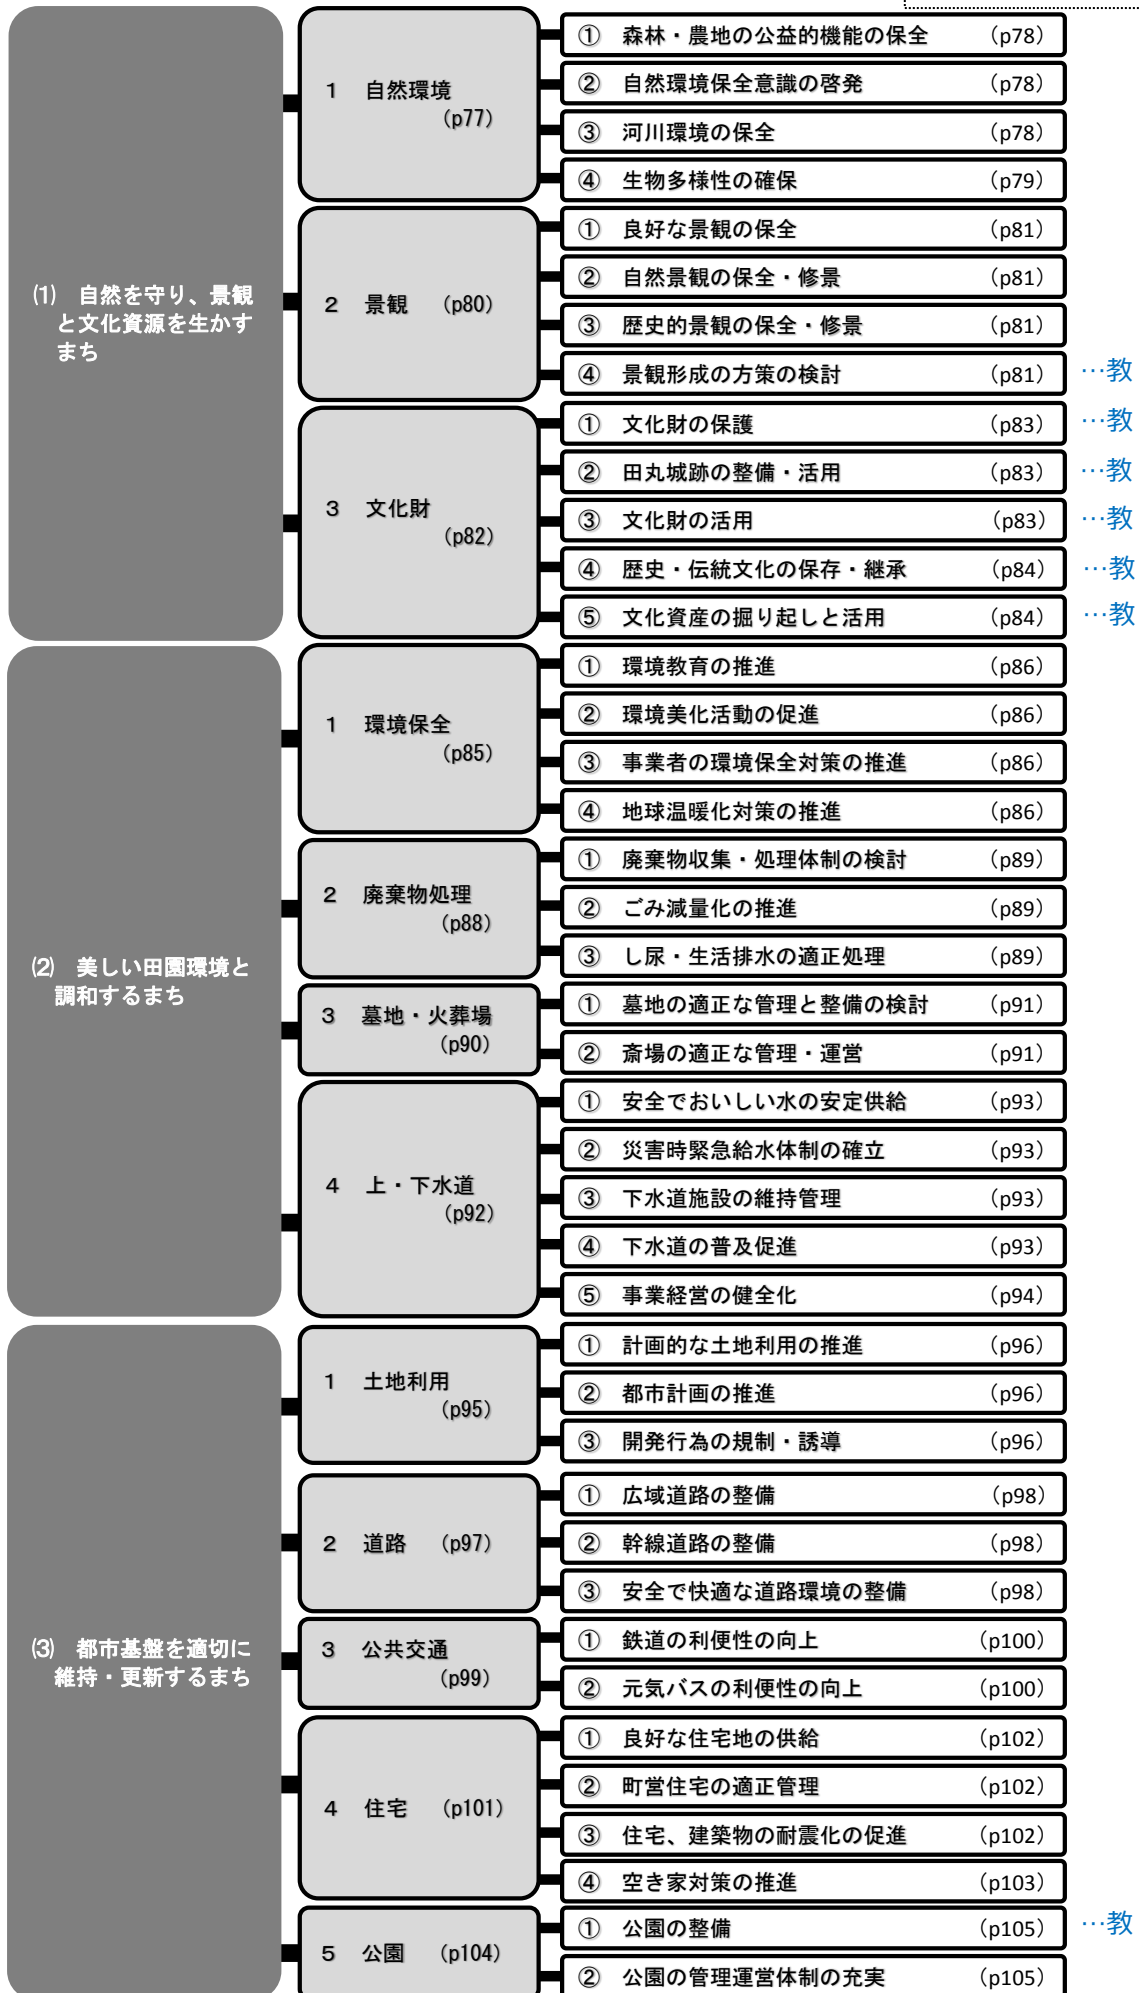 ⑴ 自然を守り、景観
と文化資源を生かす
まち
1 自然環境
（p77）
① 森林・農地の公益的機能の保全 （p78）
② 自然環境保全意識の啓発 （p78）
③ 河川環境の保全 （p78）
④ 生物多様性の確保 （p79）
2 景観 （p80）
① 良好な景観の保全 （p81）
② 自然景観の保全・修景 （p81）
③ 歴史的景観の保全・修景 （p81）
④ 景観形成の方策の検討 （p81） …教
3 文化財
（p82）
① 文化財の保護 （p83） …教
② 田丸城跡の整備・活用 （p83） …教
③ 文化財の活用 （p83） …教
④ 歴史・伝統文化の保存・継承 （p84） …教
⑤ 文化資産の掘り起しと活用 （p84） …教
⑵ 美しい田園環境と
調和するまち
1 環境保全
（p85）
① 環境教育の推進 （p86）
② 環境美化活動の促進 （p86）
③ 事業者の環境保全対策の推進 （p86）
④ 地球温暖化対策の推進 （p86）
2 廃棄物処理
（p88）
① 廃棄物収集・処理体制の検討 （p89）
② ごみ減量化の推進 （p89）
③ し尿・生活排水の適正処理 （p89）
3 墓地・火葬場
（p90）
① 墓地の適正な管理と整備の検討 （p91）
② 斎場の適正な管理・運営 （p91）
4 上・下水道
（p92）
① 安全でおいしい水の安定供給 （p93）
② 災害時緊急給水体制の確立 （p93）
③ 下水道施設の維持管理 （p93）
④ 下水道の普及促進 （p93）
⑤ 事業経営の健全化 （p94）
⑶ 都市基盤を適切に
維持・更新するまち
1 土地利用
（p95）
① 計画的な土地利用の推進 （p96）
② 都市計画の推進 （p96）
③ 開発行為の規制・誘導 （p96）
2 道路 （p97）
① 広域道路の整備 （p98）
② 幹線道路の整備 （p98）
③ 安全で快適な道路環境の整備 （p98）
3 公共交通
（p99）
① 鉄道の利便性の向上 （p100）
② 元気バスの利便性の向上 （p100）
4 住宅 （p101）
① 良好な住宅地の供給 （p102）
② 町営住宅の適正管理 （p102）
③ 住宅、建築物の耐震化の促進 （p102）
④ 空き家対策の推進 （p103）
5 公園 （p104）
① 公園の整備 （p105） …教
② 公園の管理運営体制の充実 （p105）